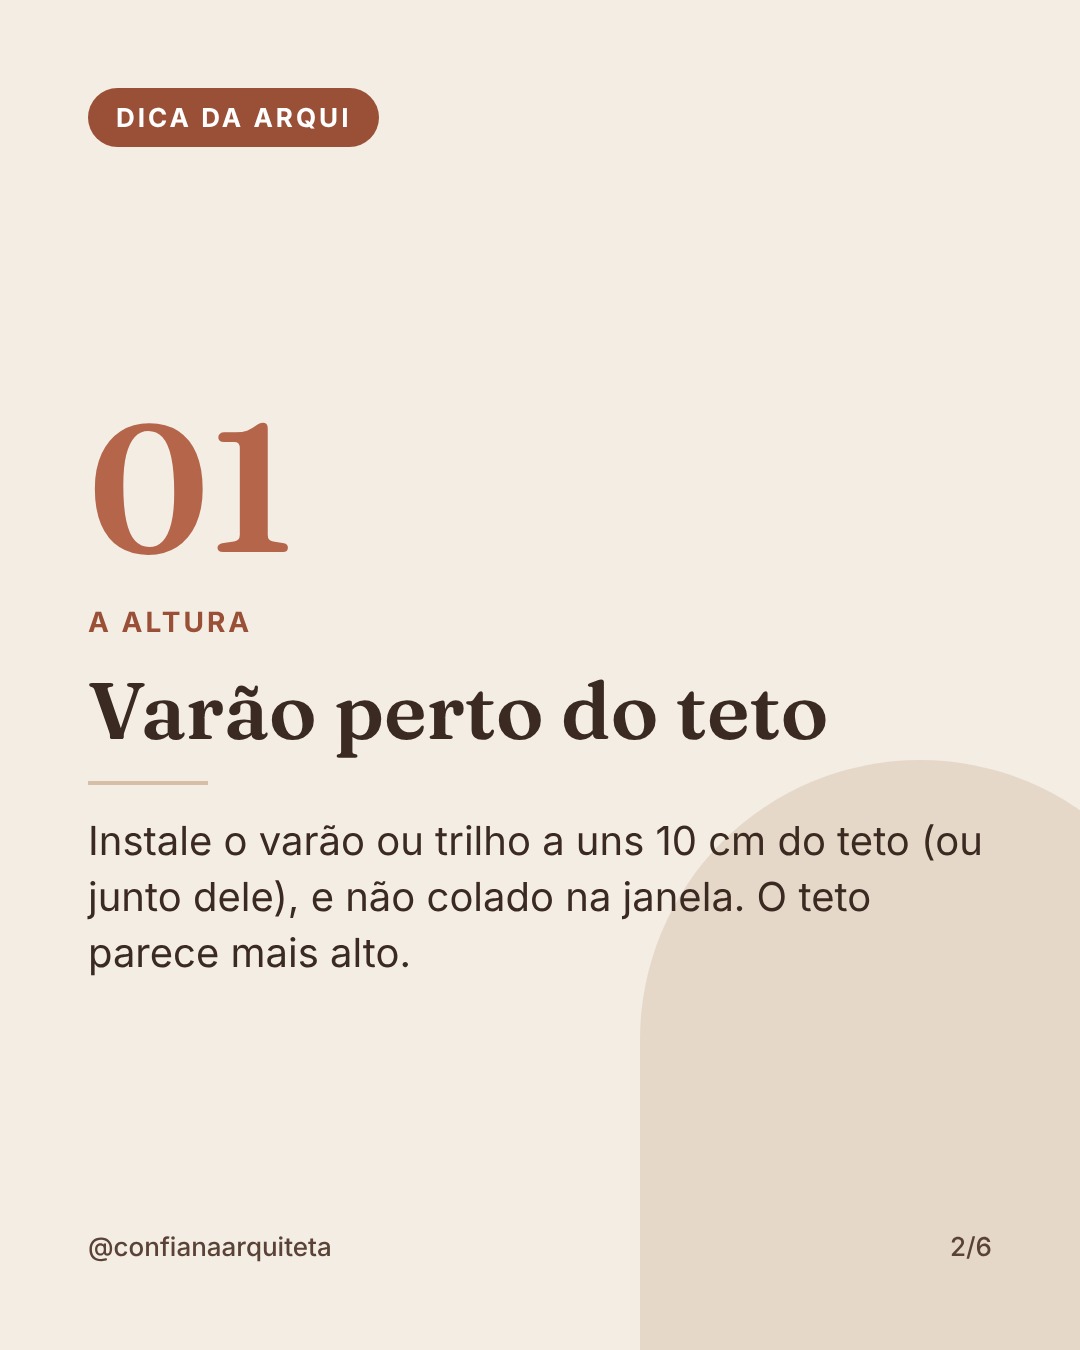 DICA DA ARQUI
01
A ALTURA
Varão perto do teto
Instale o varão ou trilho a uns 10 cm do teto (ou
junto dele), e não colado na janela. O teto
parece mais alto.
@confianaarquiteta
2/6